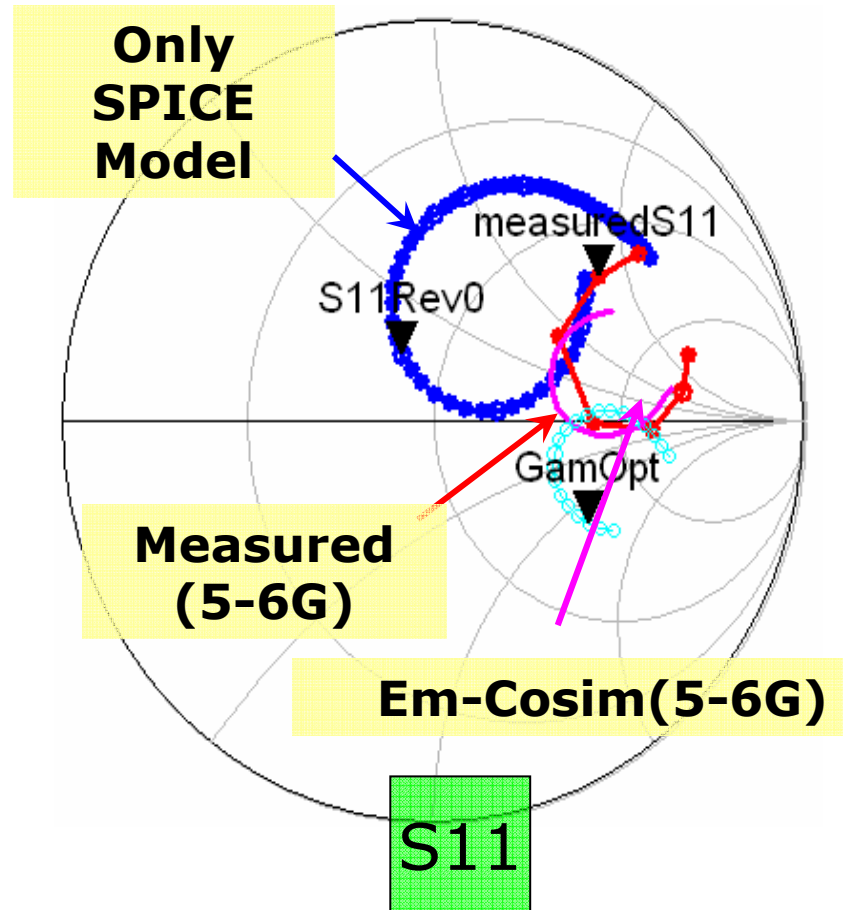 Only
SPICE
Model
measuredS11
S11Rev0
GamOpt
Measured
(5-6G)
Em-Cosim(5-6G)
S11